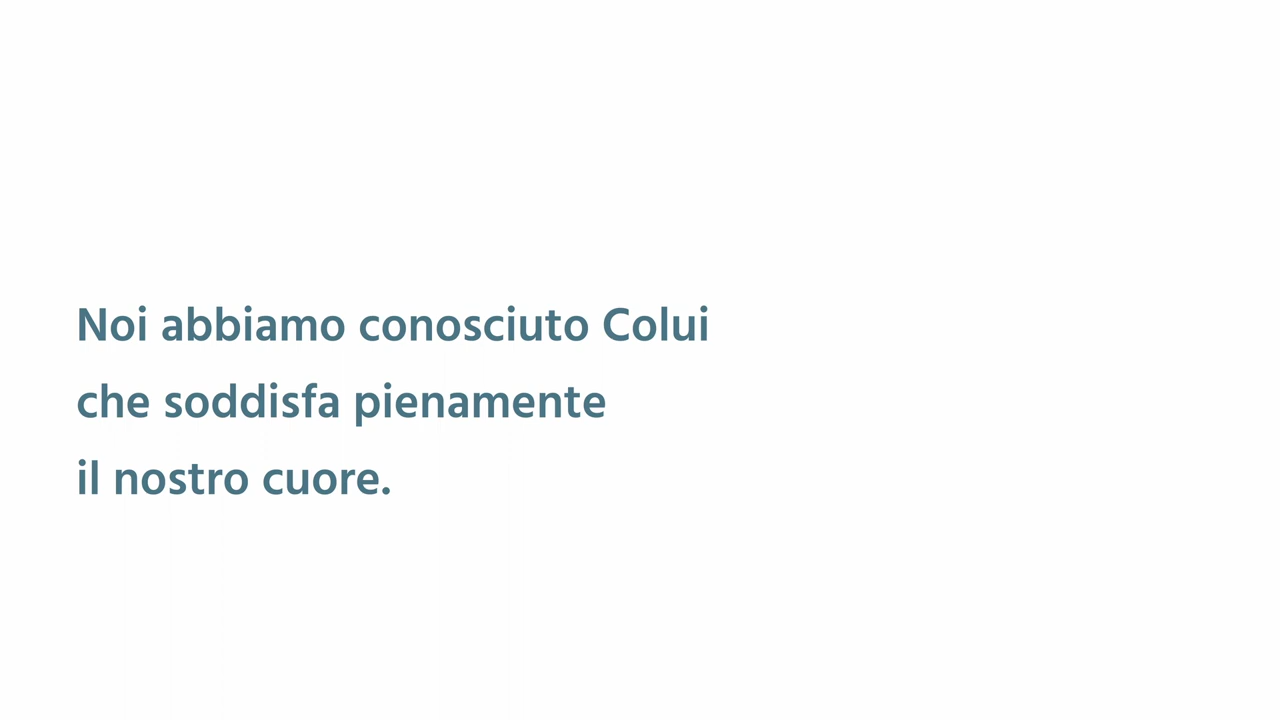 Noi abbiamo conosciuto Colui
che soddisfa pienamente
il nostro cuore.